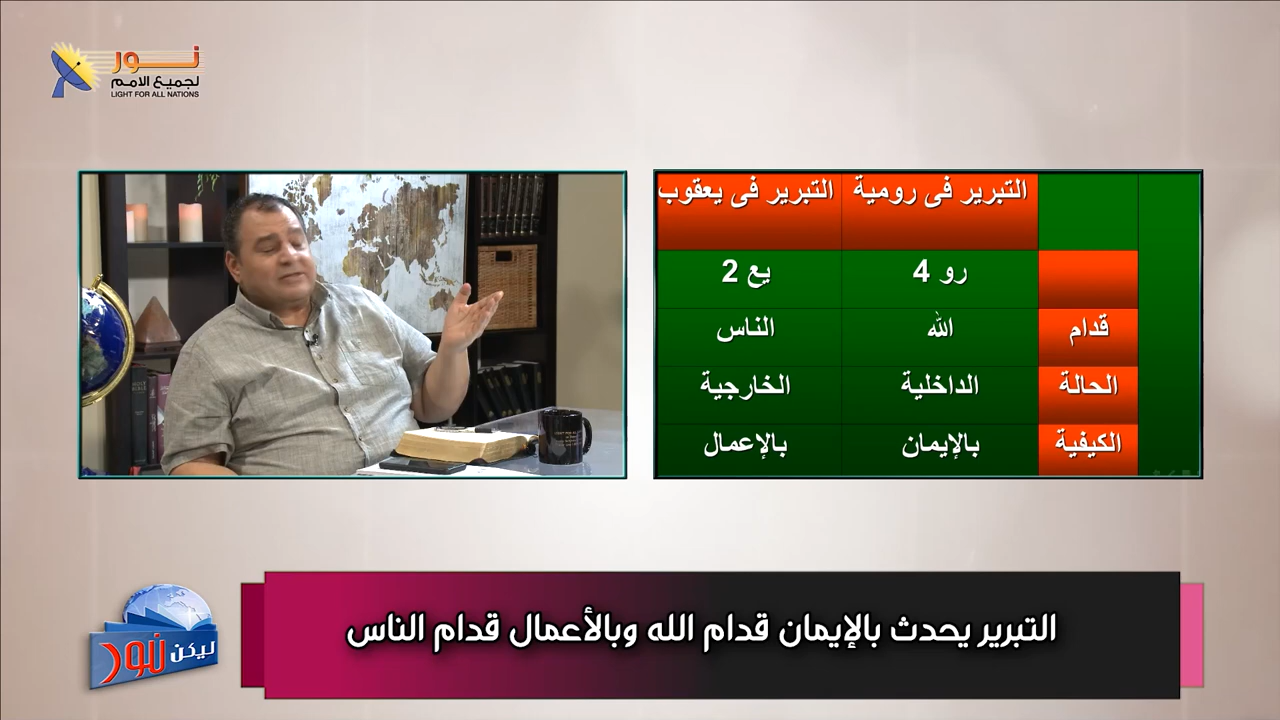 نور
لجميع الامم
LIGHT FOR ALL NATIONS
التبرير فى رومية التبرير فى يعقوب
رو 4 يع 2
قدام الله الناس
الحالة الداخلية الخارجية
الكيفية بالإيمان بالإعمال
التبرير يحدث بالإيمان قدام الله وبالأعمال قدام الناس
ليكن نور